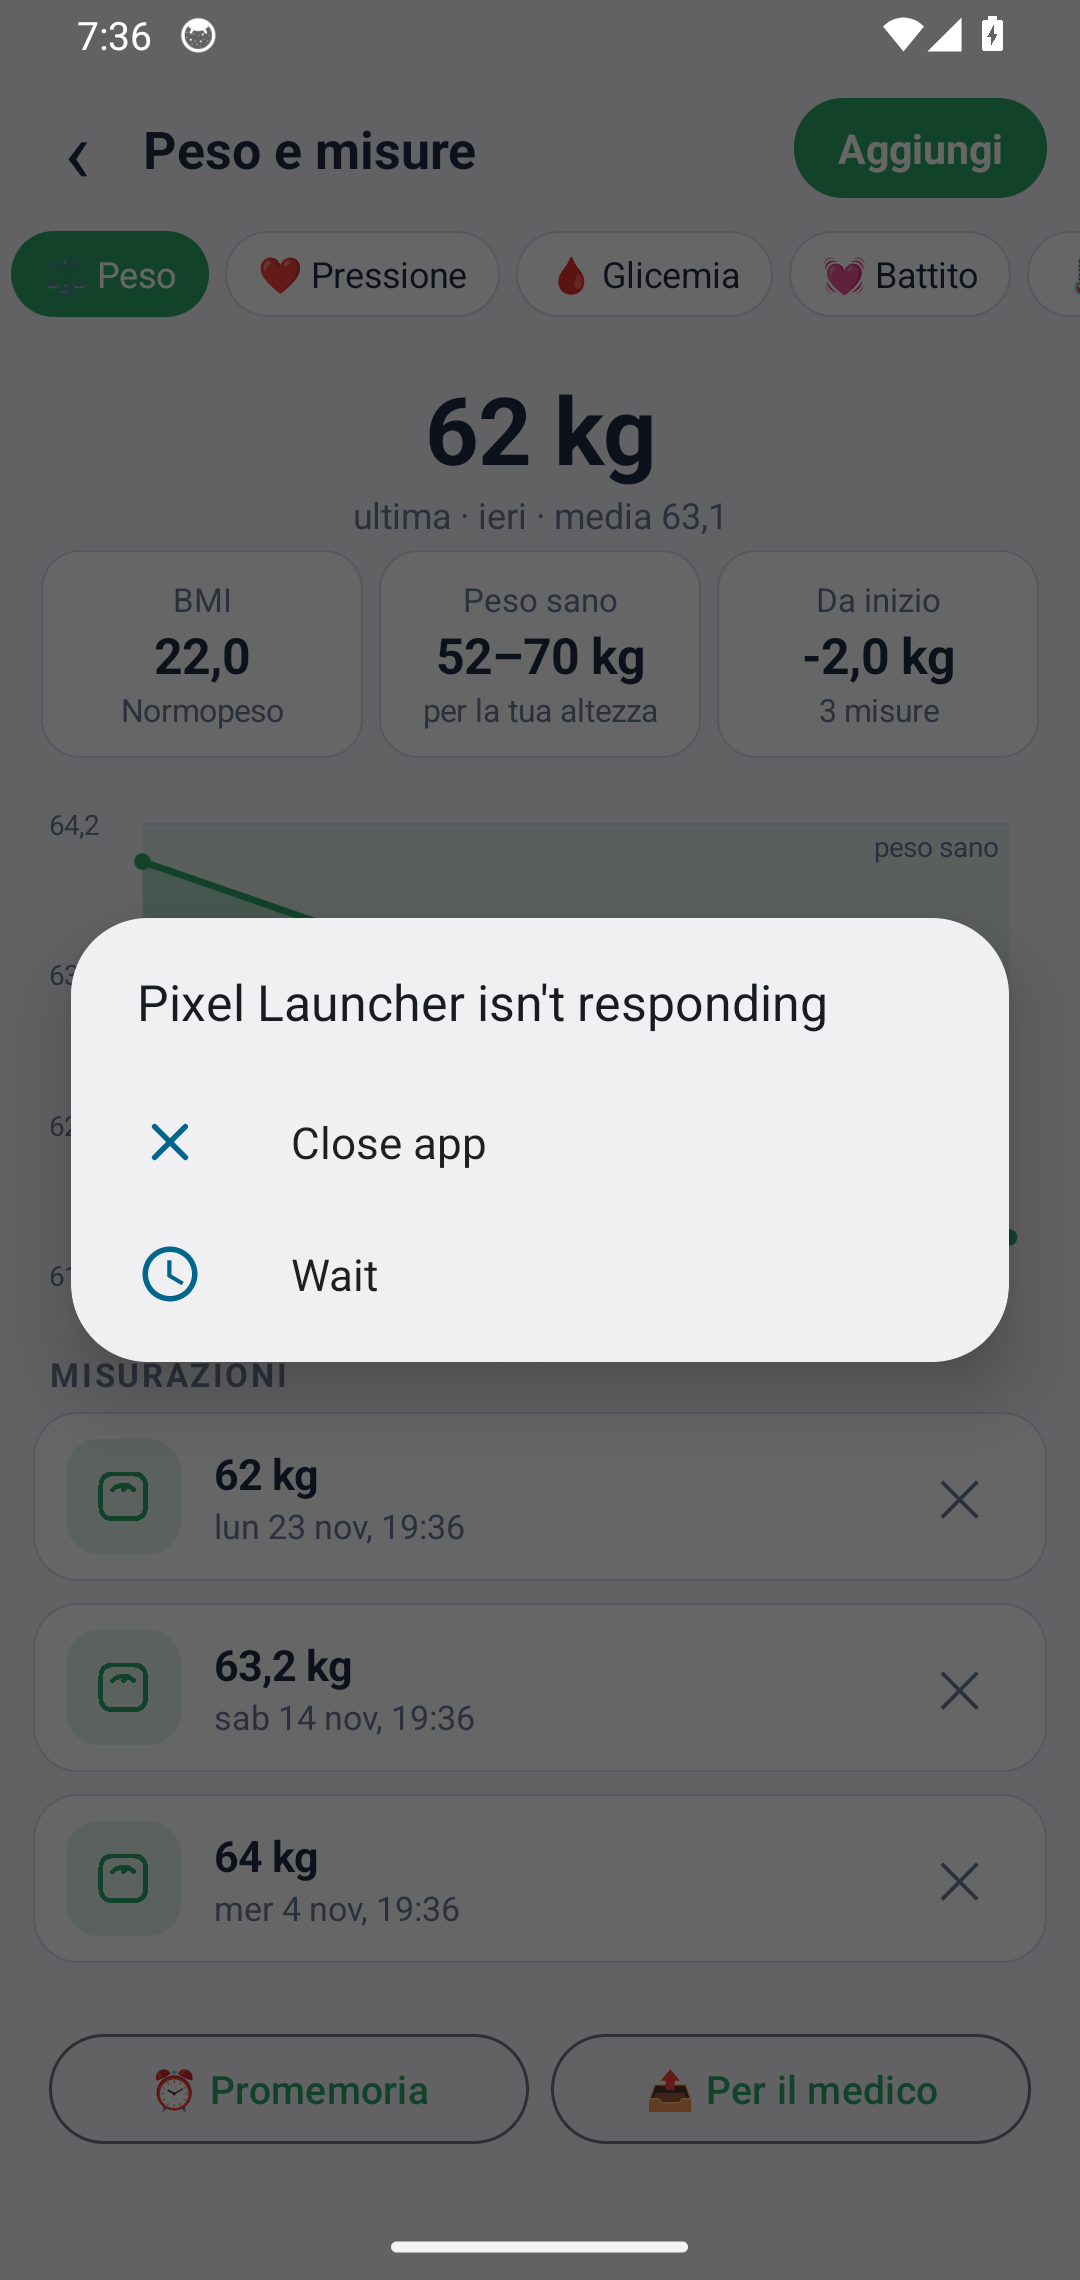 7:36
‹ Peso e misure
Aggiungi
Peso
Pressione
Glicemia
Battito
62 kg
ultima · ieri · media 63,1
BMI
22,0
Normopeso
Peso sano
52–70 kg
per la tua altezza
Da inizio
-2,0 kg
3 misure
64,2
peso sano
Pixel Launcher isn't responding
Close app
Wait
MISURAZIONI
62 kg
lun 23 nov, 19:36
63,2 kg
sab 14 nov, 19:36
64 kg
mer 4 nov, 19:36
Promemoria
Per il medico